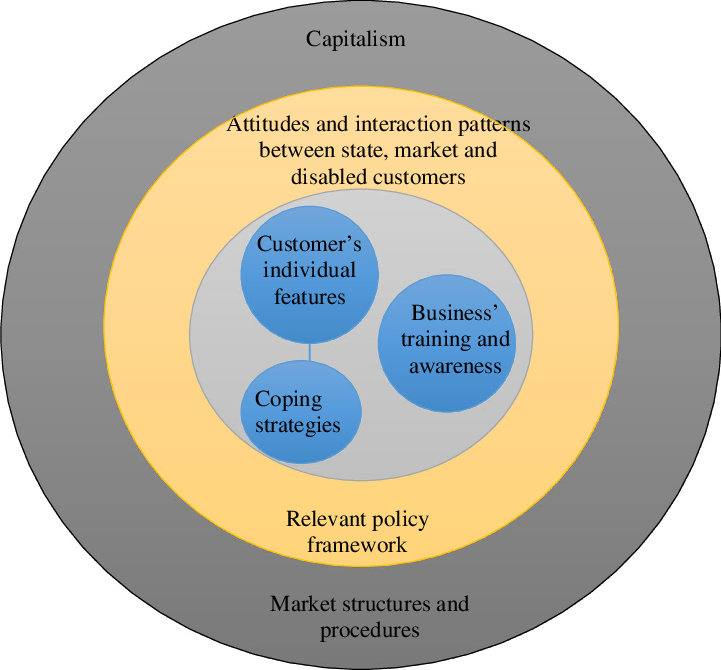 Capitalism
Attitudes and interaction patterns
between state, market and
disabled customers
Customer’s
individual
features
Business’
training and
awareness
Coping
strategies
Relevant policy
framework
Market structures and
procedures